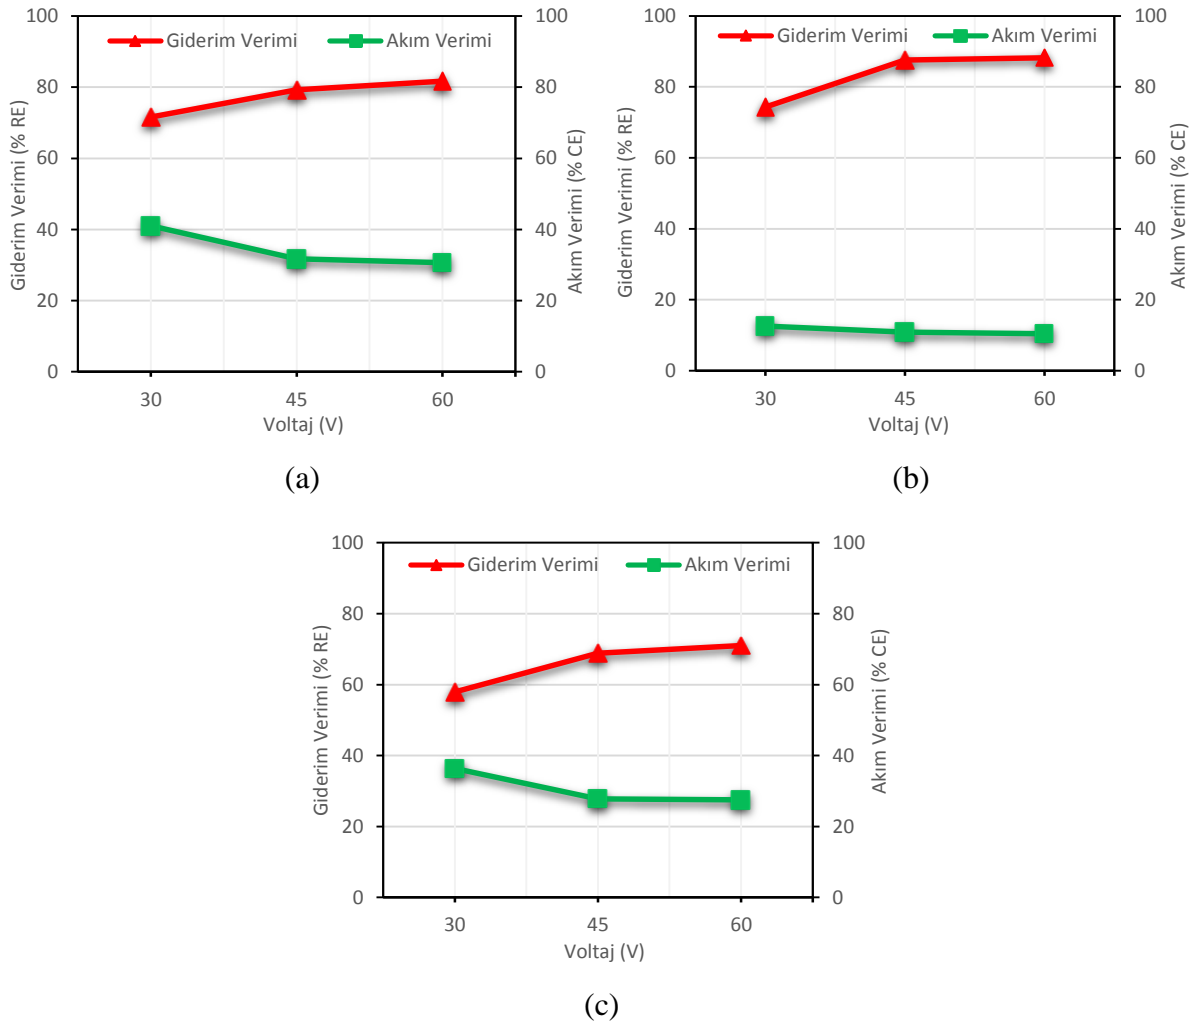 Giderim Verimi Akım Verimi
100 100
80 80
60 60
40 40
20 20
0 0
Giderim Verimi (% RE)
Akım Verimi (% CE)
30 45 60
Voltaj (V)
(a)
Giderim Verimi Akım Verimi
100 100
80 80
60 60
40 40
20 20
0 0
Giderim Verimi (% RE)
Akım Verimi (% CE)
30 45 60
Voltaj (V)
(b)
Giderim Verimi Akım Verimi
100 100
80 80
60 60
40 40
20 20
0 0
Giderim Verimi (% RE)
Akım Verimi (% CE)
30 45 60
Voltaj (V)
(c)